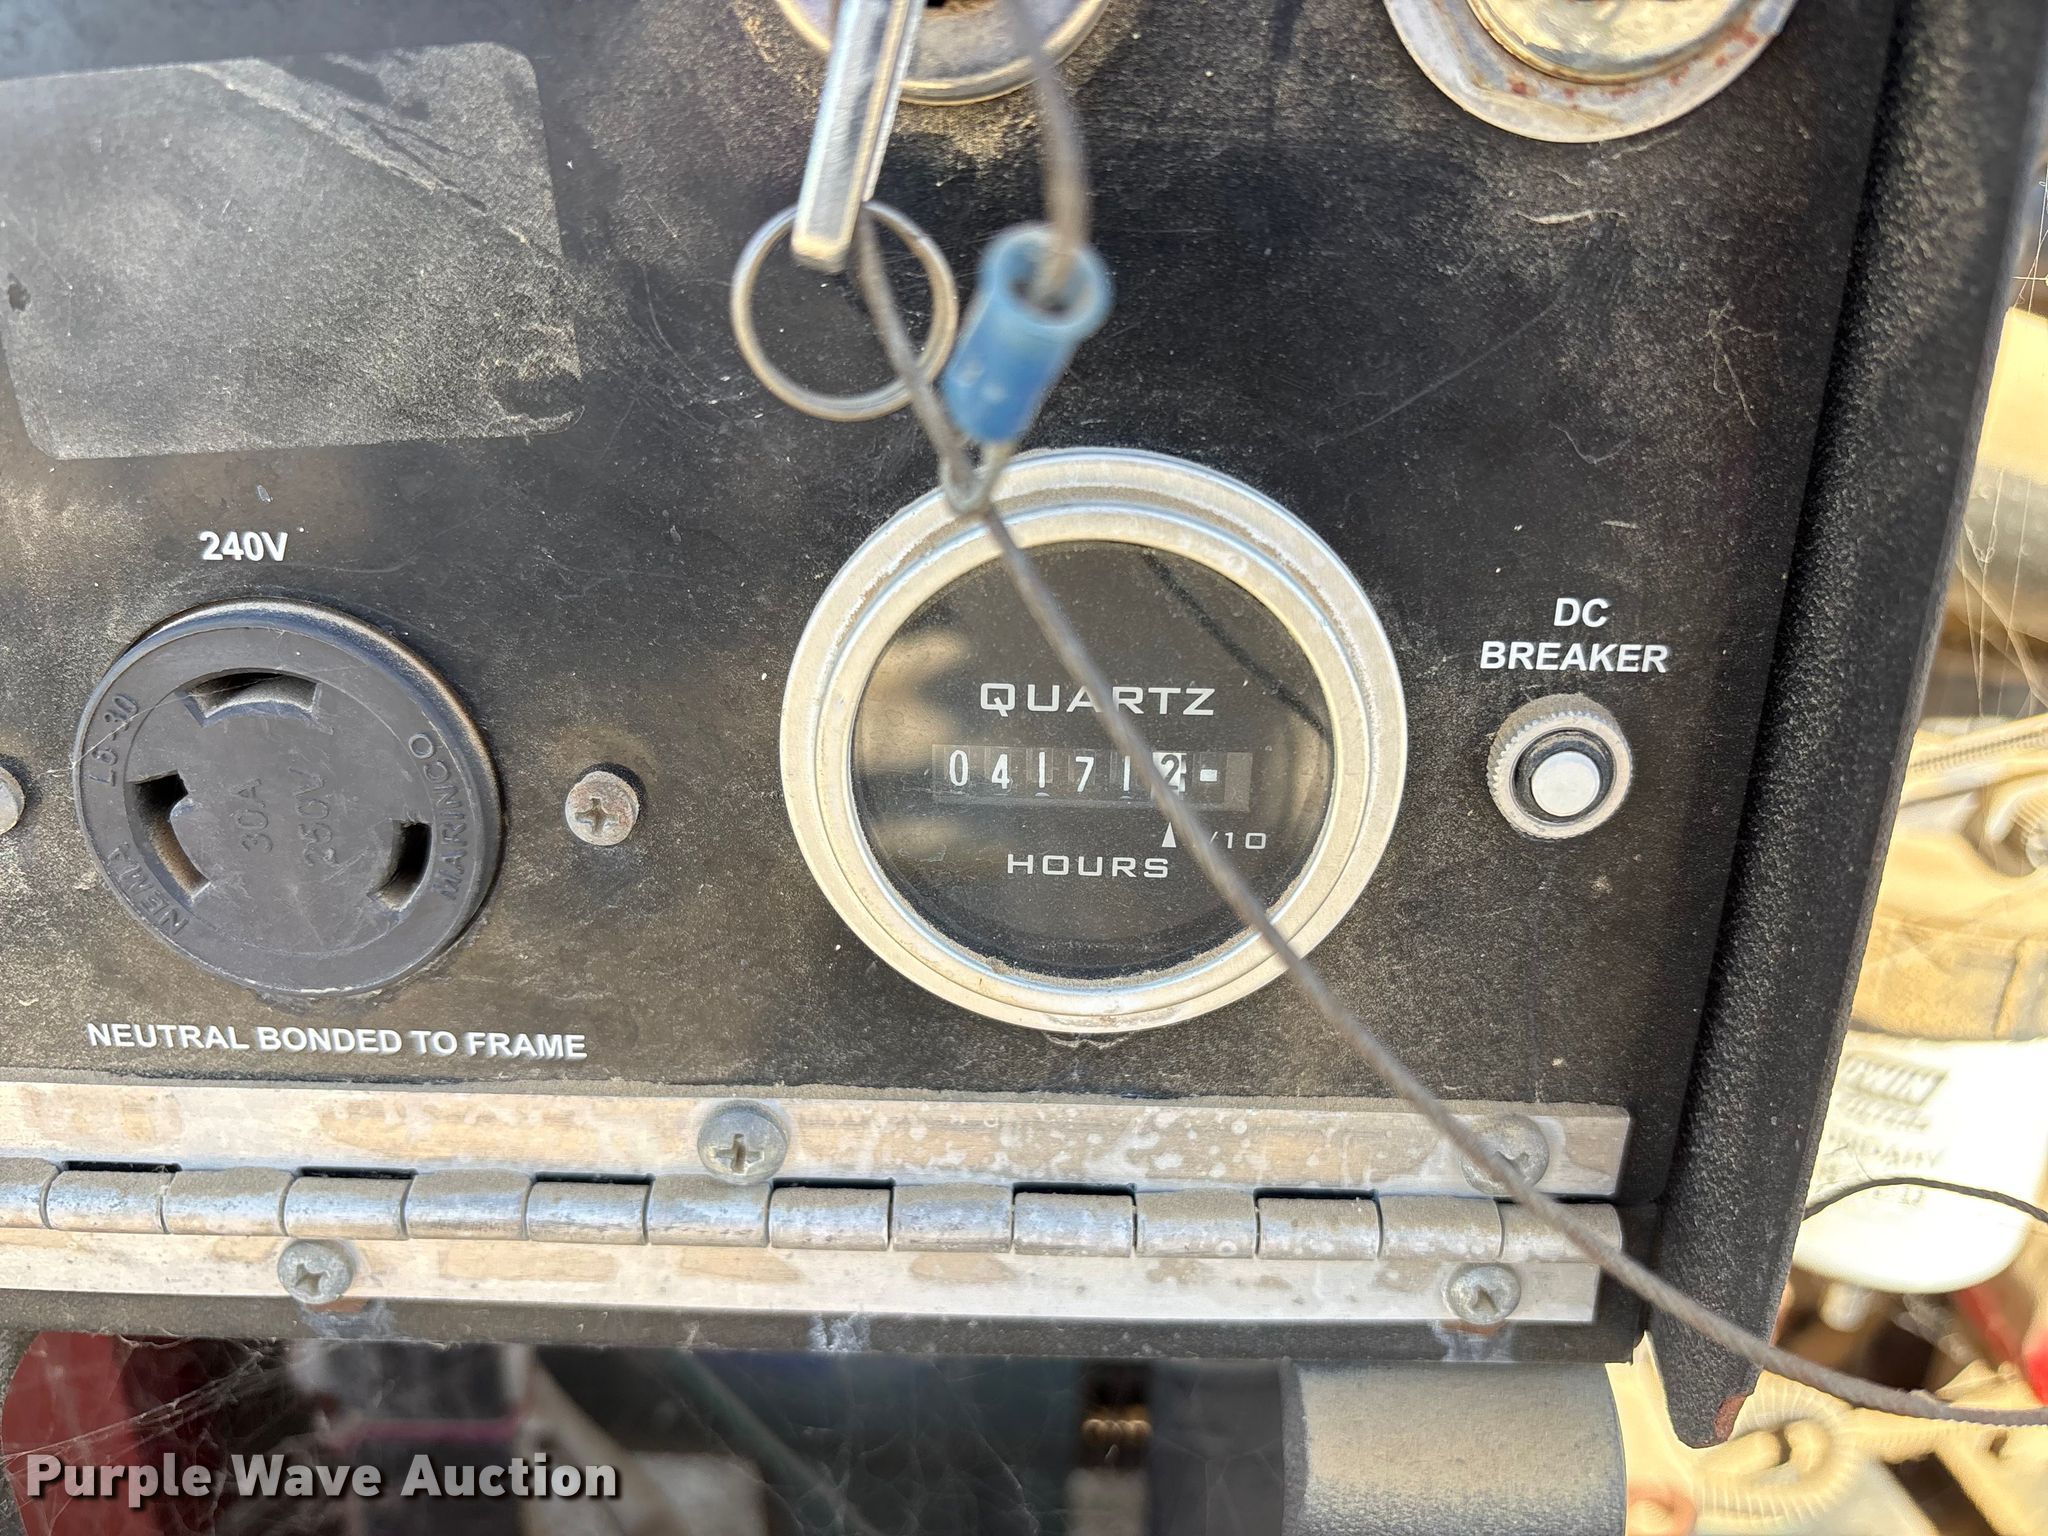 240V
L6-30
30A
250V
MARINCO
NEMA
NEUTRAL BONDED TO FRAME
QUARTZ
041712
1/10
HOURS
DC
BREAKER
Purple Wave Auction